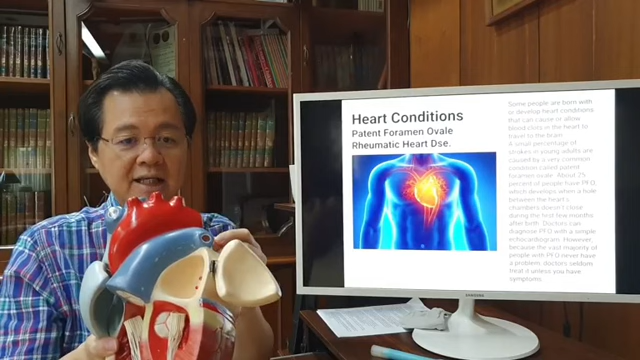 Heart Conditions
Patent Foramen Ovale
Rheumatic Heart Dse.
Some people are born with
or develop heart conditions
that can cause or allow
blood clots in the heart to
travel to the brain.
A small percentage of
strokes in young adults are
caused by a very common
condition called patent
foramen ovale. About 25
percent of people have PFO,
which develops when a hole
between the heart's
chambers doesn't close
during the first few months
after birth. Doctors can
diagnose PFO with a simple
echocardiogram. However,
because the vast majority of
people with PFO never have
a problem, doctors seldom
treat it unless you have
symptoms.
SAMSUNG